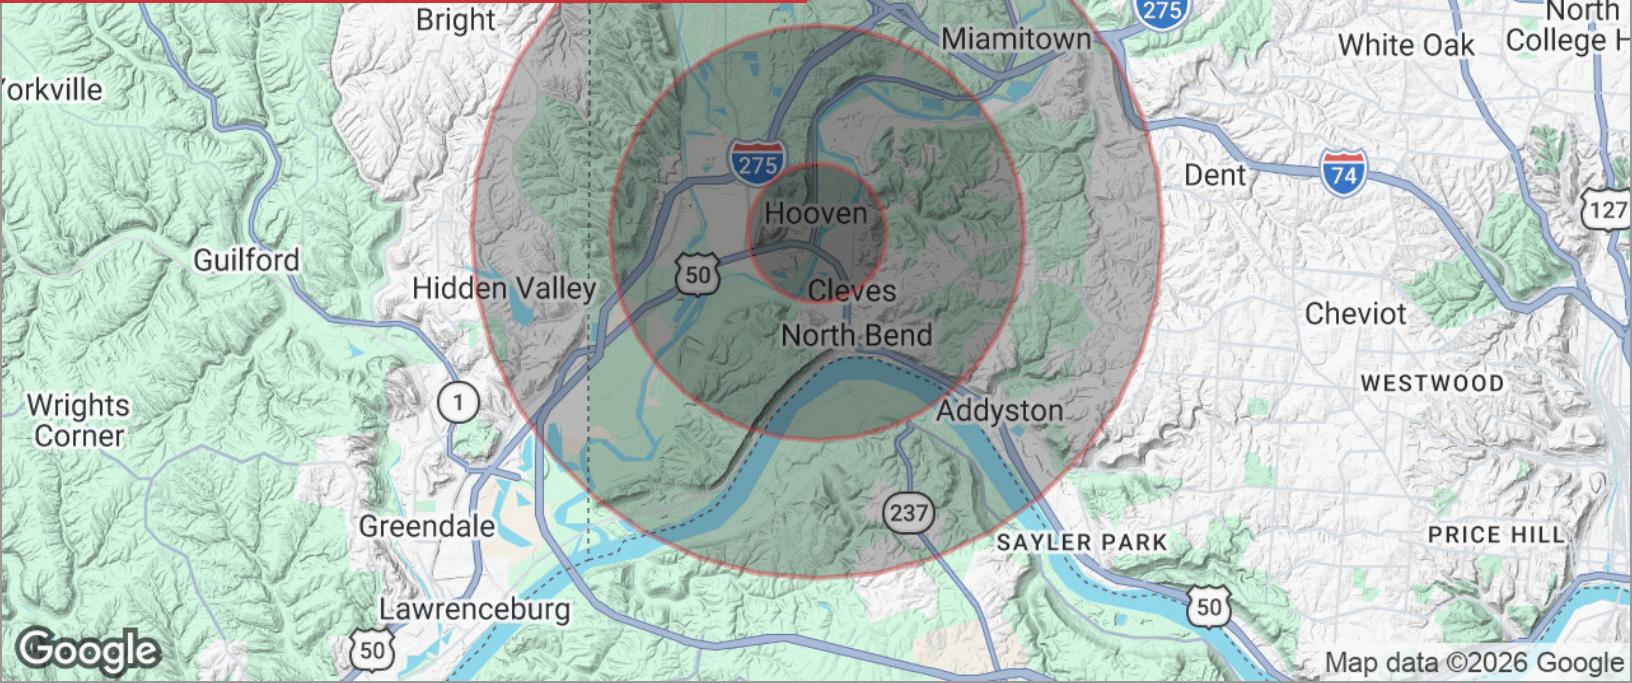 Bright
275
North
Miamitown
White Oak
College H
Yorkville
275
Dent
74
127
Hooven
Guilford
50
Hidden Valley
Cleves
Cheviot
North Bend
WESTWOOD
1
Wrights
Corner
Addyston
237
Greendale
SAYLER PARK
PRICE HILL
Lawrenceburg
50
50
Google
Map data ©2026 Google